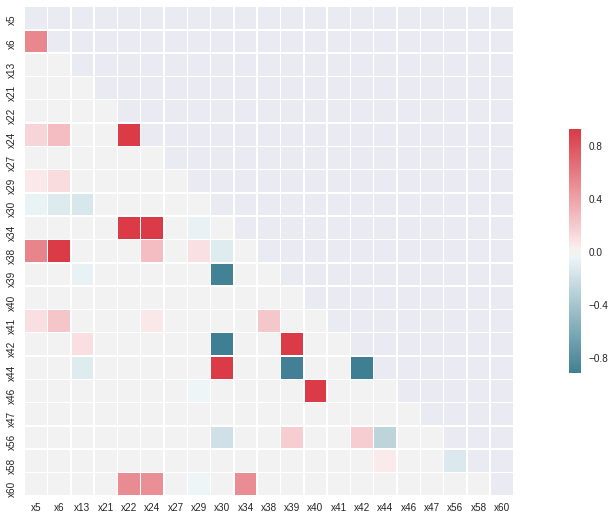 x5
x6
x13
x21
x22
x24
x27
x29
x30
x34
x38
x39
x40
x41
x42
x44
x46
x47
x56
x58
x60
x5 x6 x13 x21 x22 x24 x27 x29 x30 x34 x38 x39 x40 x41 x42 x44 x46 x47 x56 x58 x60
0.8
0.4
0.0
−0.4
−0.8